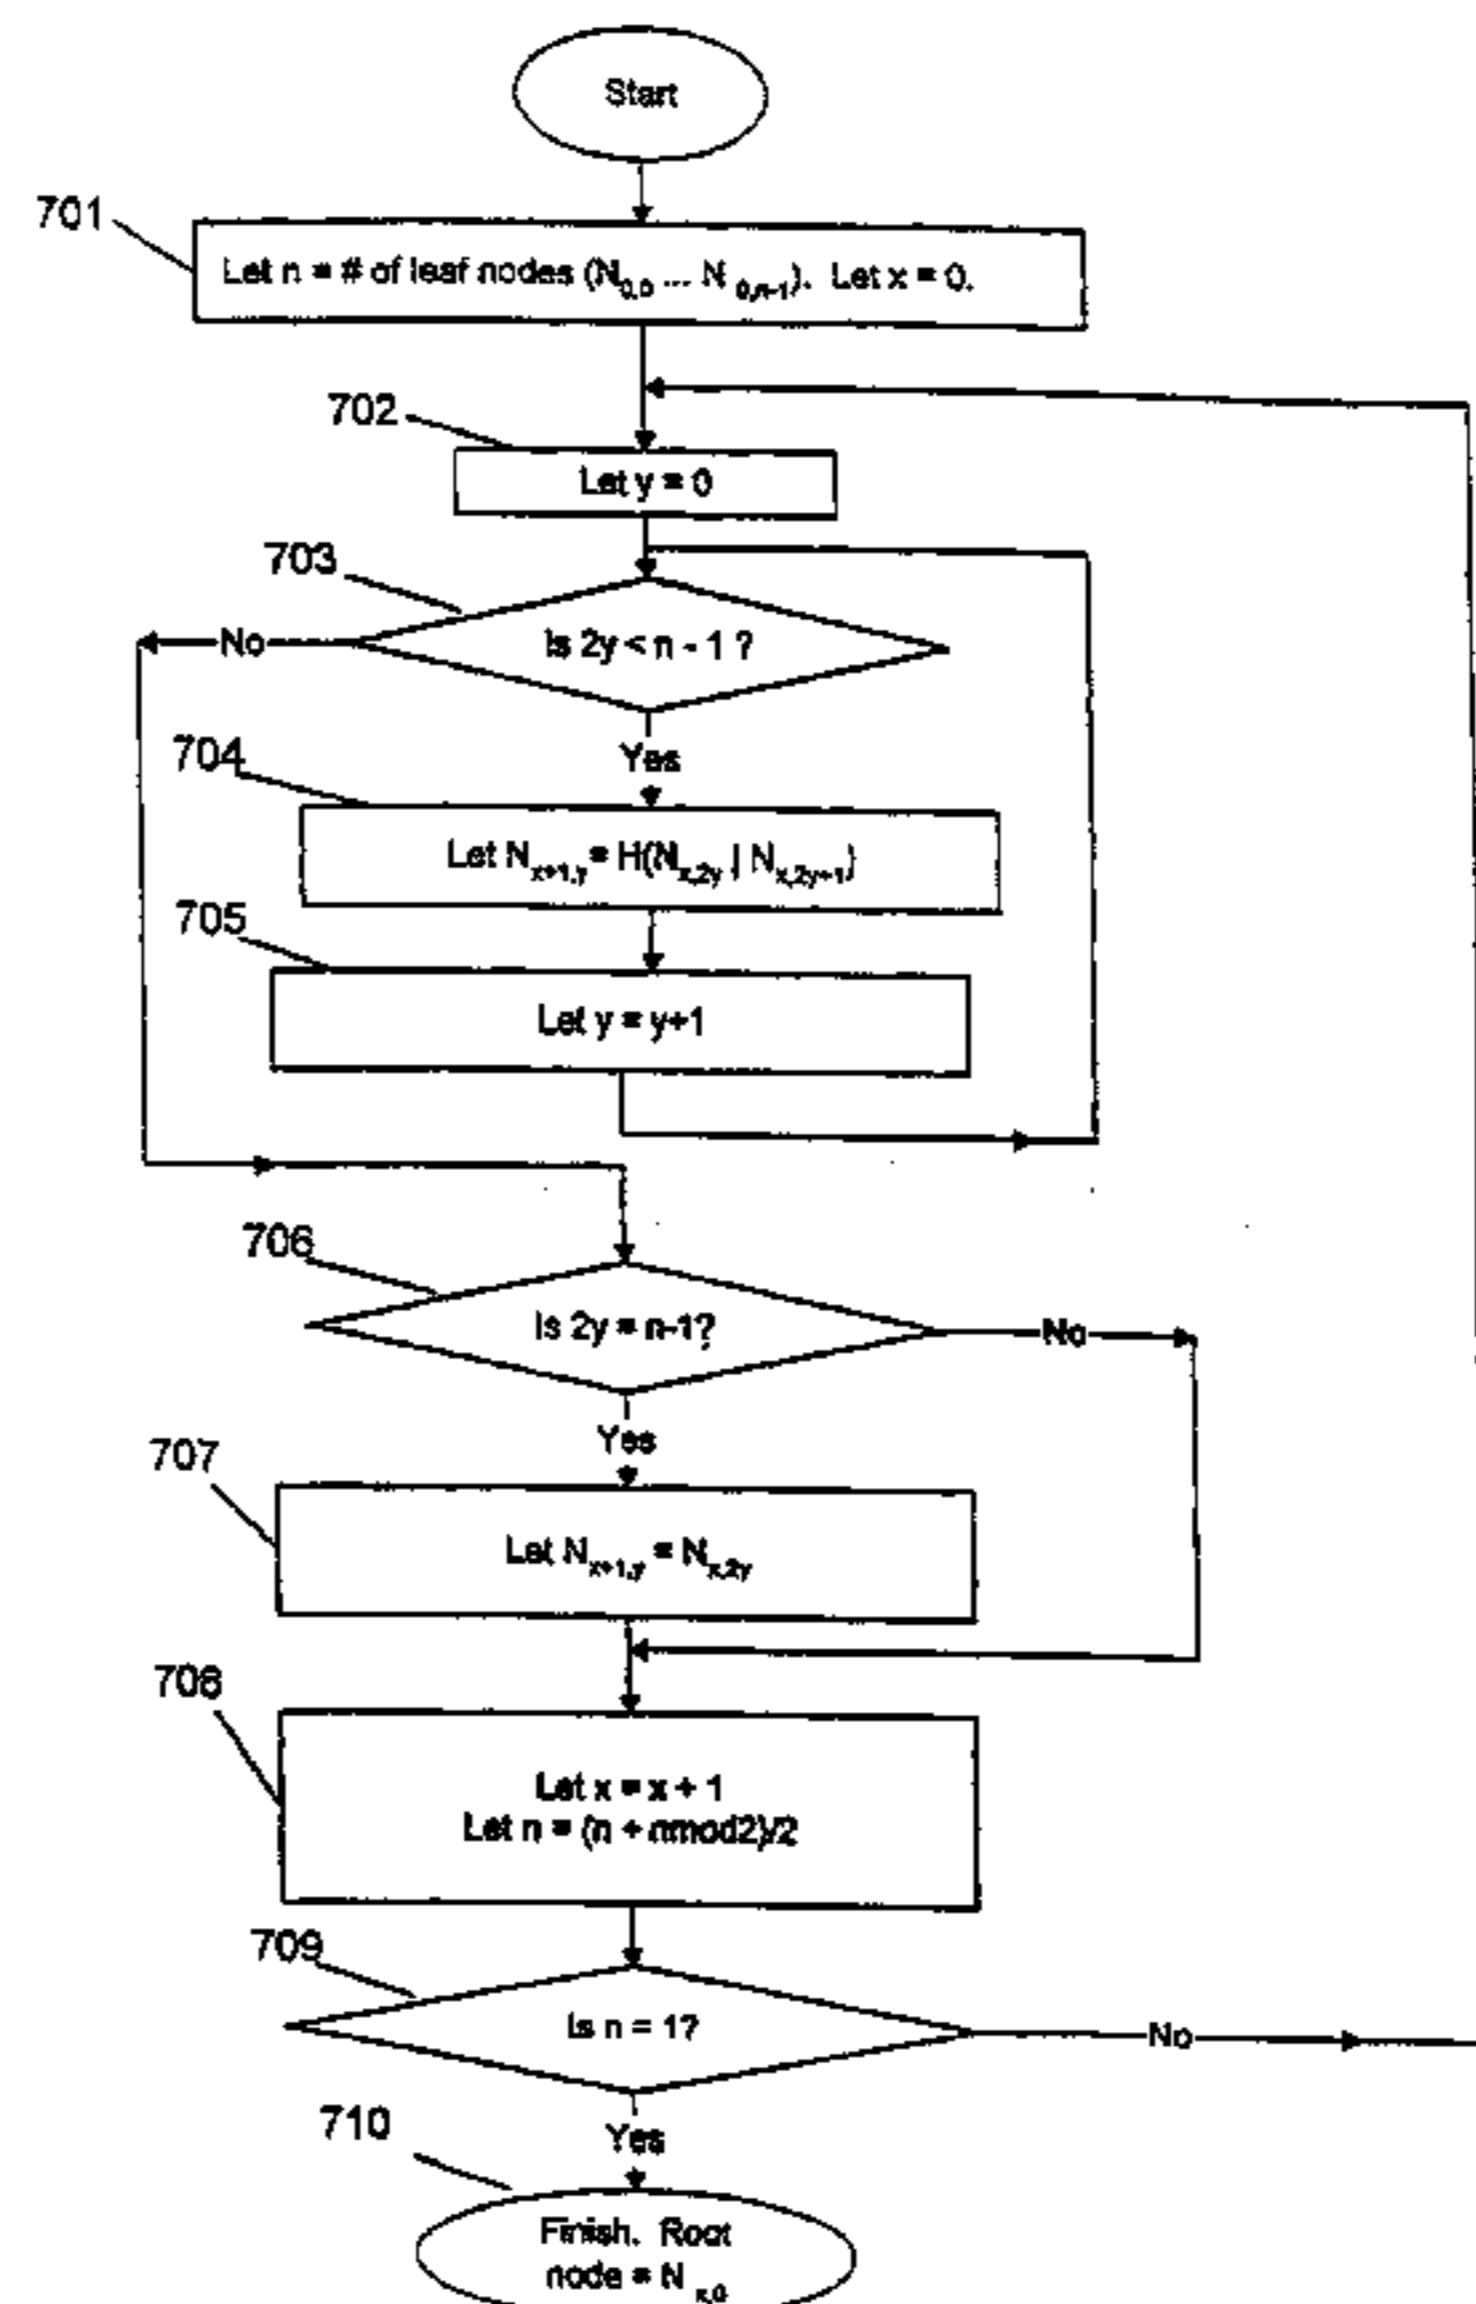 Start
701
Let n = # of leaf nodes (N0,0 ... N 0,n-1). Let x = 0.
702
Let y = 0
703
No
Is 2y < n - 1 ?
Yes
704
Let Nx+1,y = H(Nx,2y | Nx,2y+1)
705
Let y = y+1
706
Is 2y = n-1?
No
Yes
707
Let Nx+1,y = Nx,2y
708
Let x = x + 1
Let n = (n + nmod2)/2
709
Is n = 1?
No
710
Yes
Finish. Root
node = N x,0